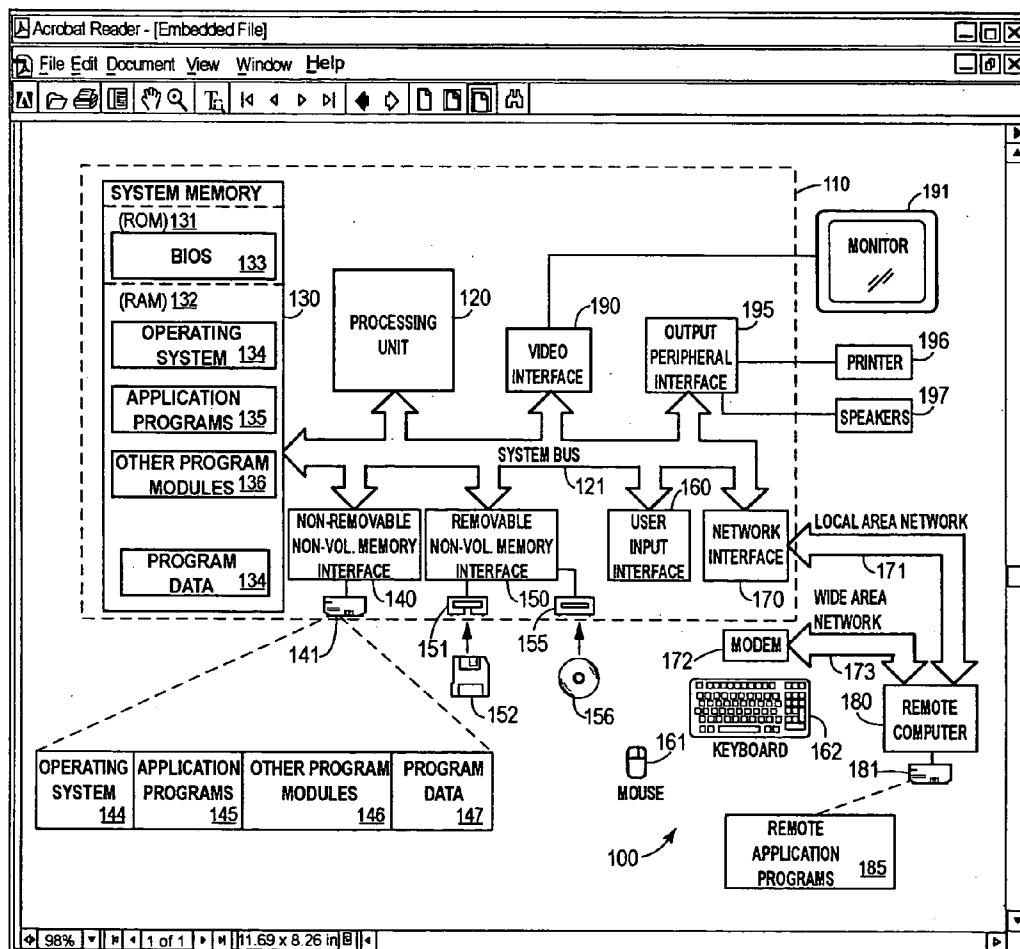 Acrobat Reader - [Embedded File]
File Edit Document View Window Help
SYSTEM MEMORY
(ROM) 131
BIOS 133
(RAM) 132
130
OPERATING
SYSTEM 134
APPLICATION
PROGRAMS 135
OTHER PROGRAM
MODULES 136
PROGRAM
DATA 134
PROCESSING
UNIT
120
190
VIDEO
INTERFACE
195
OUTPUT
PERIPHERAL
INTERFACE
110
191
MONITOR
196
PRINTER
197
SPEAKERS
SYSTEM BUS
121
NON-REMOVABLE
NON-VOL. MEMORY
INTERFACE
140
REMOVABLE
NON-VOL. MEMORY
INTERFACE
150
160
USER
INPUT
INTERFACE
NETWORK
INTERFACE
170
LOCAL AREA NETWORK
171
WIDE AREA
NETWORK
172
MODEM
173
141
151
152
155
156
KEYBOARD
162
161
MOUSE
180
REMOTE
COMPUTER
181
OPERATING
SYSTEM 144
APPLICATION
PROGRAMS 145
OTHER PROGRAM
MODULES 146
PROGRAM
DATA 147
100
REMOTE
APPLICATION
PROGRAMS 185
98%
1 of 1
11.69 x 8.26 in